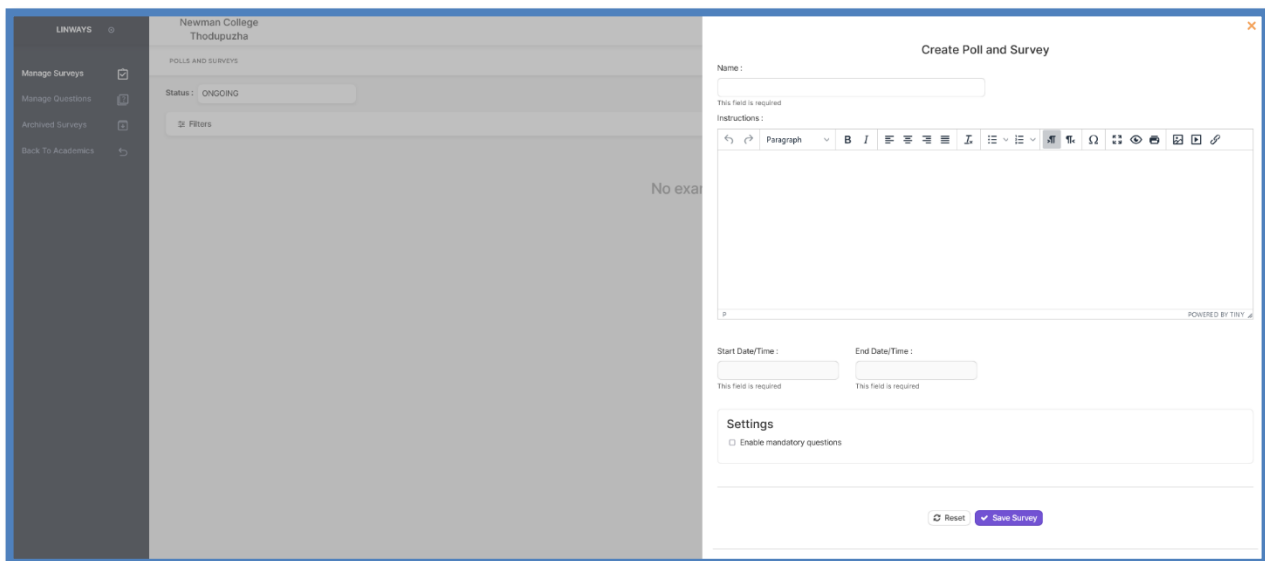 LINWAYS
Manage Surveys
Manage Questions
Archived Surveys
Back To Academics
Newman College
Thodupuzha
POLLS AND SURVEYS
Status : ONGOING
Filters
No exa
Create Poll and Survey
Name :
This field is required
Instructions :
Paragraph
B I
P
POWERED BY TINY
Start Date/Time : End Date/Time :
This field is required This field is required
Settings
Enable mandatory questions
Reset Save Survey